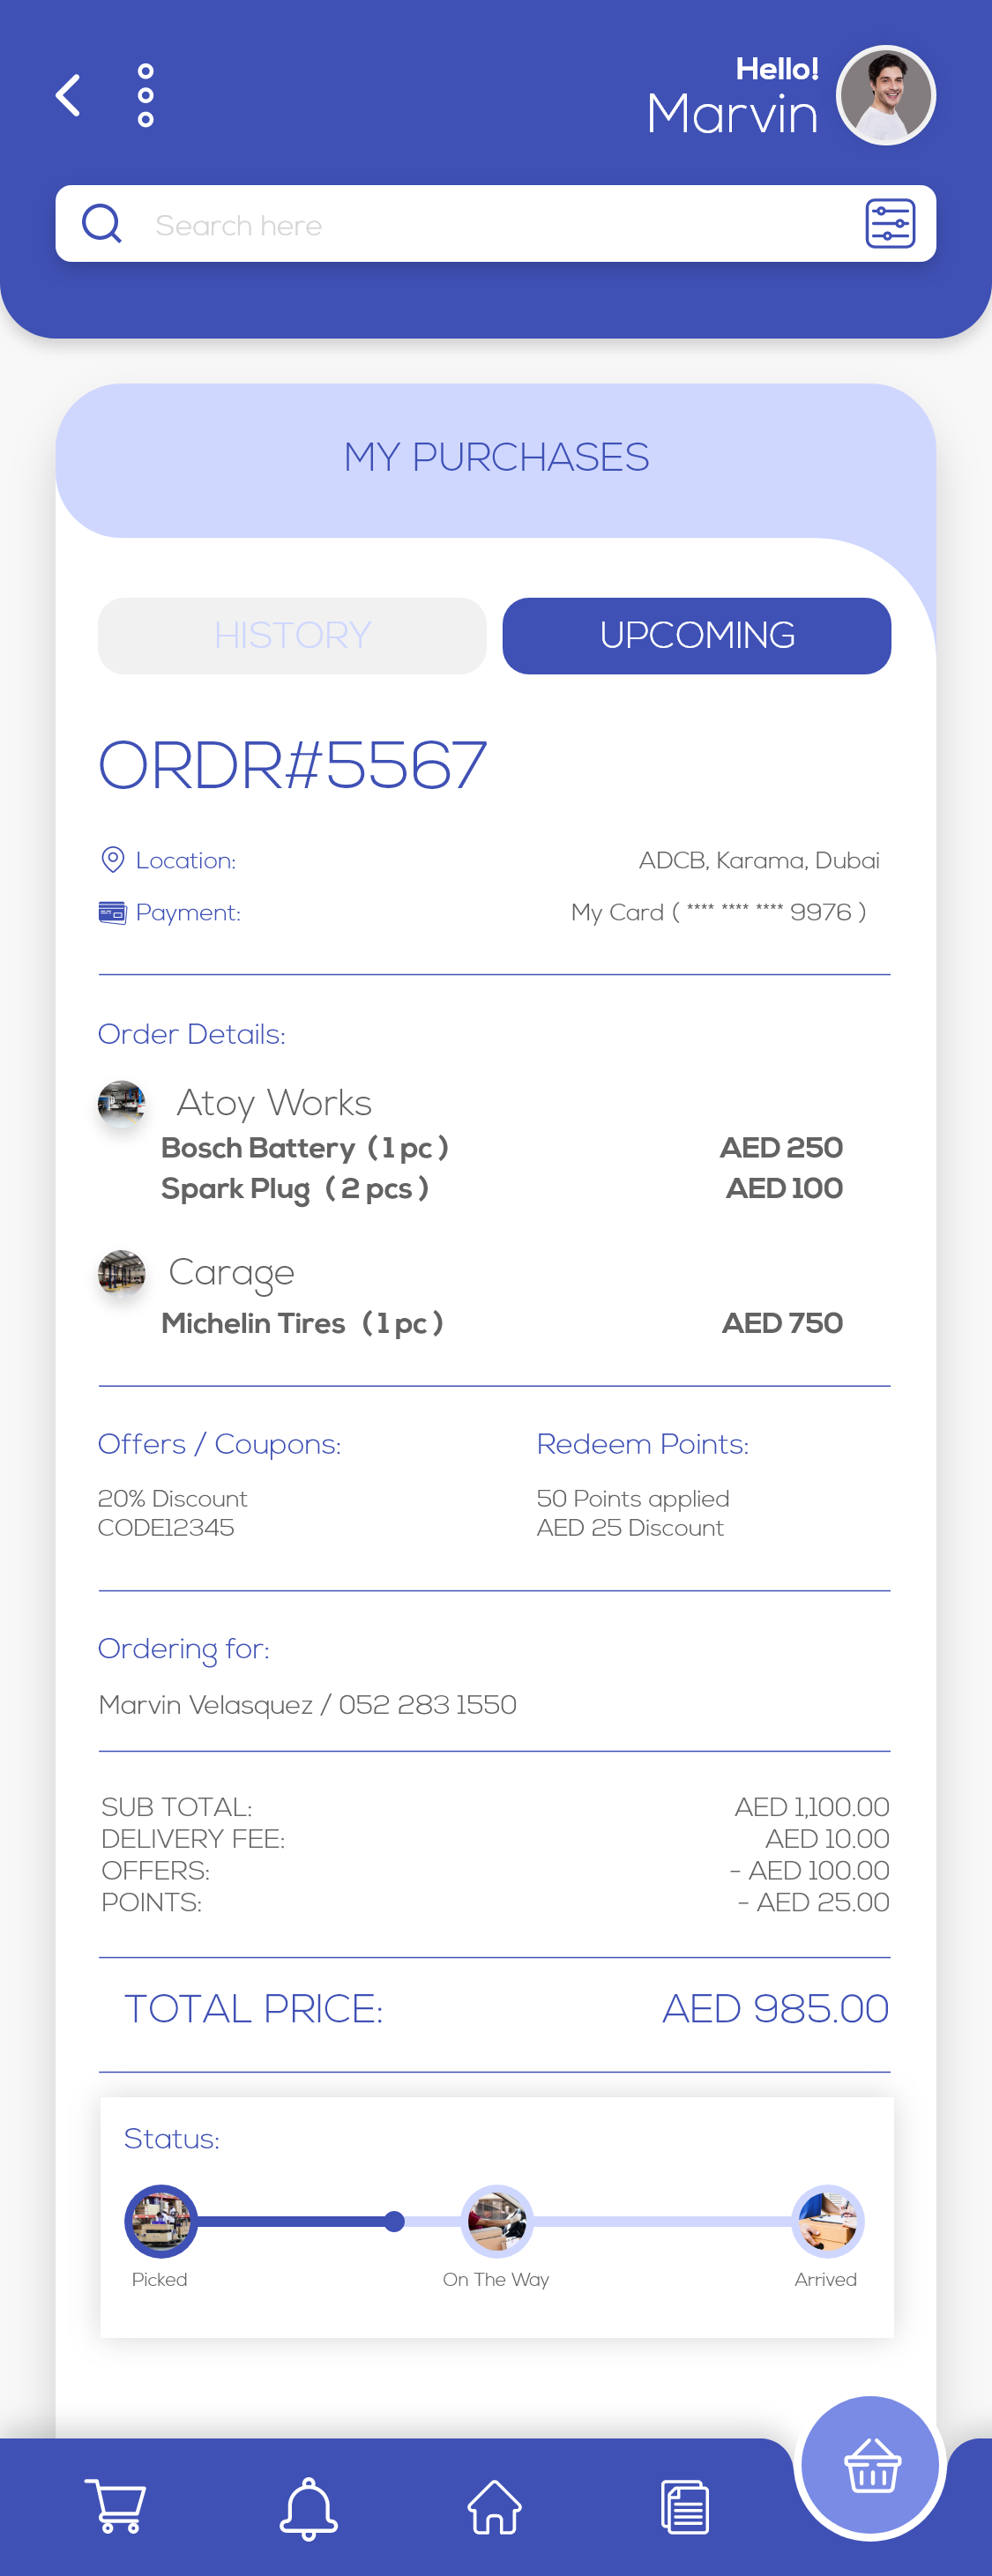 Hello!
Marvin
Search here
MY PURCHASES
HISTORY
UPCOMING
ORDR#5567
Location: ADCB, Karama, Dubai
Payment: My Card ( **** **** **** 9976 )
Order Details:
Atoy Works
Bosch Battery ( 1 pc ) AED 250
Spark Plug ( 2 pcs ) AED 100
Carage
Michelin Tires ( 1 pc ) AED 750
Offers / Coupons:
20% Discount
CODE12345
Redeem Points:
50 Points applied
AED 25 Discount
Ordering for:
Marvin Velasquez / 052 283 1550
SUB TOTAL: AED 1,100.00
DELIVERY FEE: AED 10.00
OFFERS: - AED 100.00
POINTS: - AED 25.00
TOTAL PRICE: AED 985.00
Status:
Picked
On The Way
Arrived